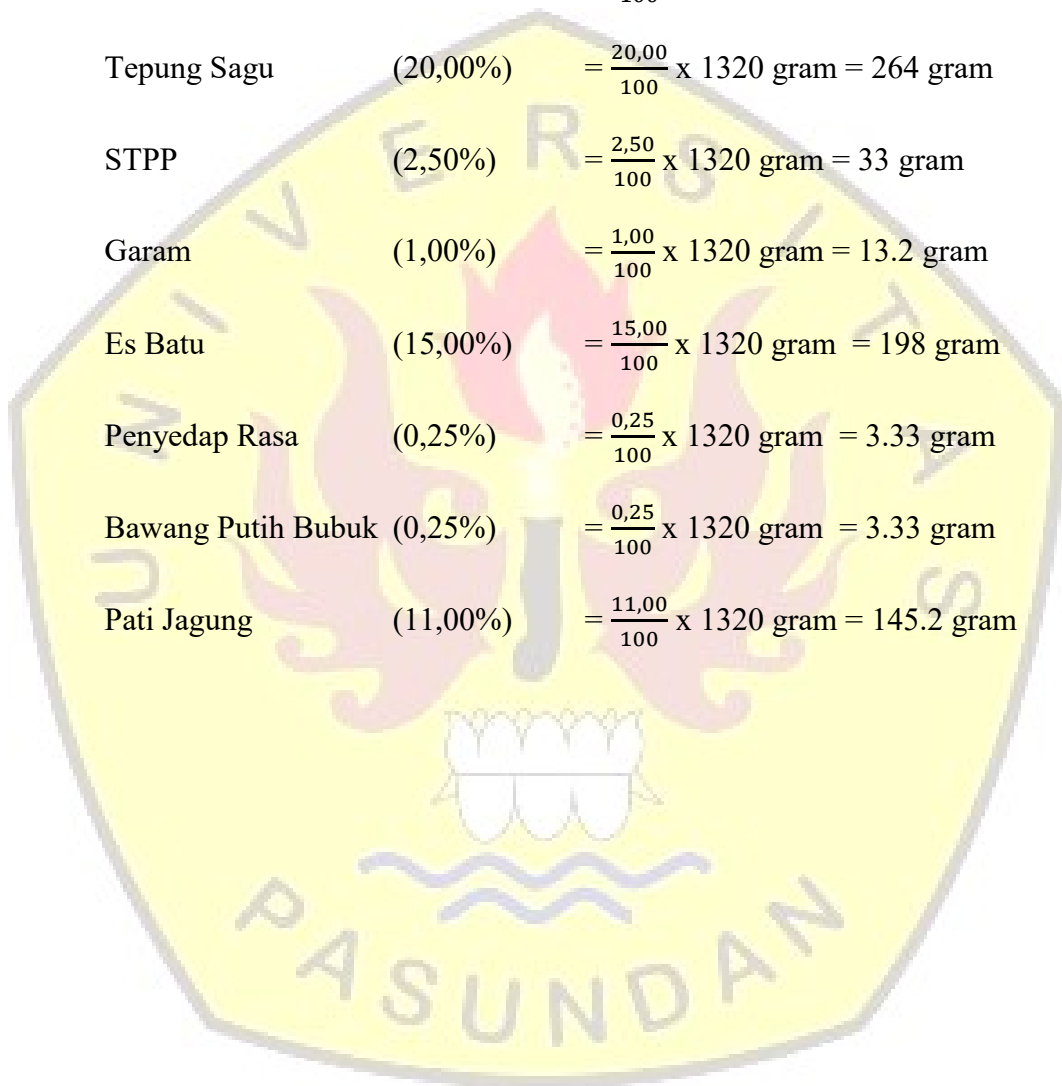 100
Tepung Sagu (20,00%) = 20,00/100 x 1320 gram = 264 gram
STPP (2,50%) = 2,50/100 x 1320 gram = 33 gram
Garam (1,00%) = 1,00/100 x 1320 gram = 13.2 gram
Es Batu (15,00%) = 15,00/100 x 1320 gram = 198 gram
Penyedap Rasa (0,25%) = 0,25/100 x 1320 gram = 3.33 gram
Bawang Putih Bubuk (0,25%) = 0,25/100 x 1320 gram = 3.33 gram
Pati Jagung (11,00%) = 11,00/100 x 1320 gram = 145.2 gram
UNIVERSITAS
PASUNDAN